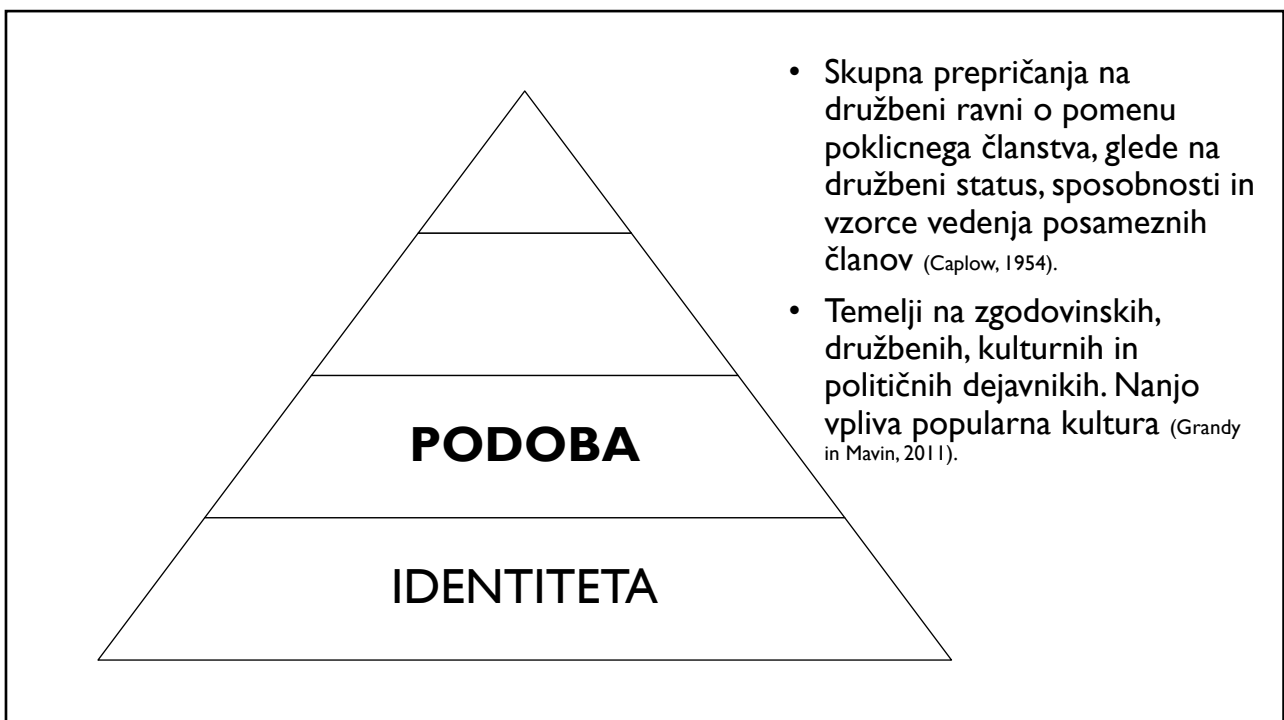 • Skupna prepričanja na
družbeni ravni o pomenu
poklicnega članstva, glede na
družbeni status, sposobnosti in
vzorce vedenja posameznih
članov (Caplow, 1954).
• Temelji na zgodovinskih,
družbenih, kulturnih in
političnih dejavnikih. Nanjo
vpliva popularna kultura (Grandy
in Mavin, 2011).
PODOBA
IDENTITETA